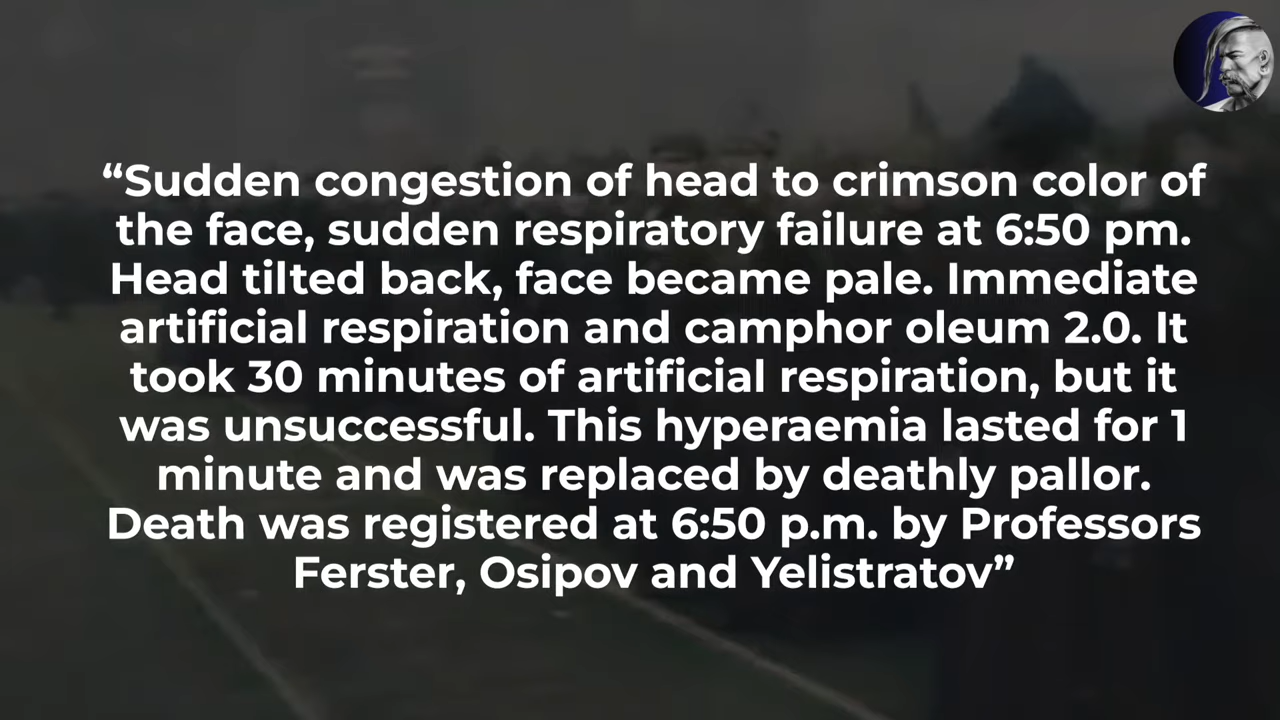 “Sudden congestion of head to crimson color of
the face, sudden respiratory failure at 6:50 pm.
Head tilted back, face became pale. Immediate
artificial respiration and camphor oleum 2.0. It
took 30 minutes of artificial respiration, but it
was unsuccessful. This hyperaemia lasted for 1
minute and was replaced by deathly pallor.
Death was registered at 6:50 p.m. by Professors
Ferster, Osipov and Yelistratov”